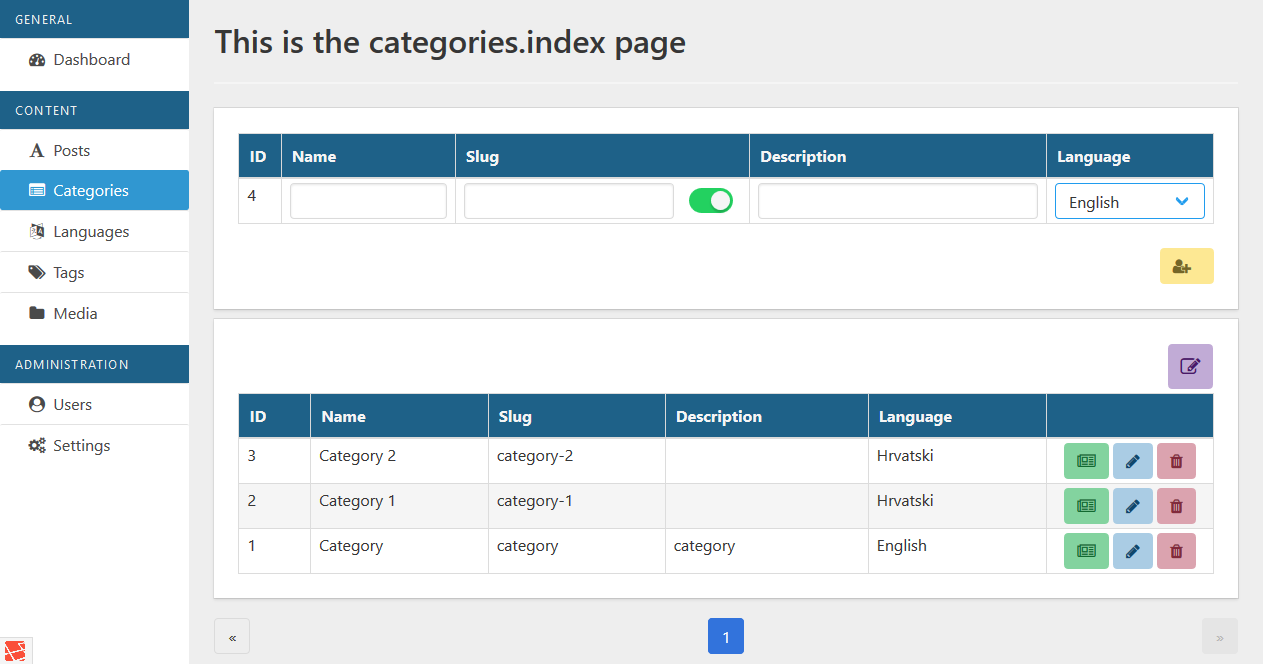 GENERAL
Dashboard
CONTENT
Posts
Categories
Languages
Tags
Media
ADMINISTRATION
Users
Settings
This is the categories.index page
ID Name Slug Description Language
4 English
ID Name Slug Description Language
3 Category 2 category-2 Hrvatski
2 Category 1 category-1 Hrvatski
1 Category category category English
« 1 »